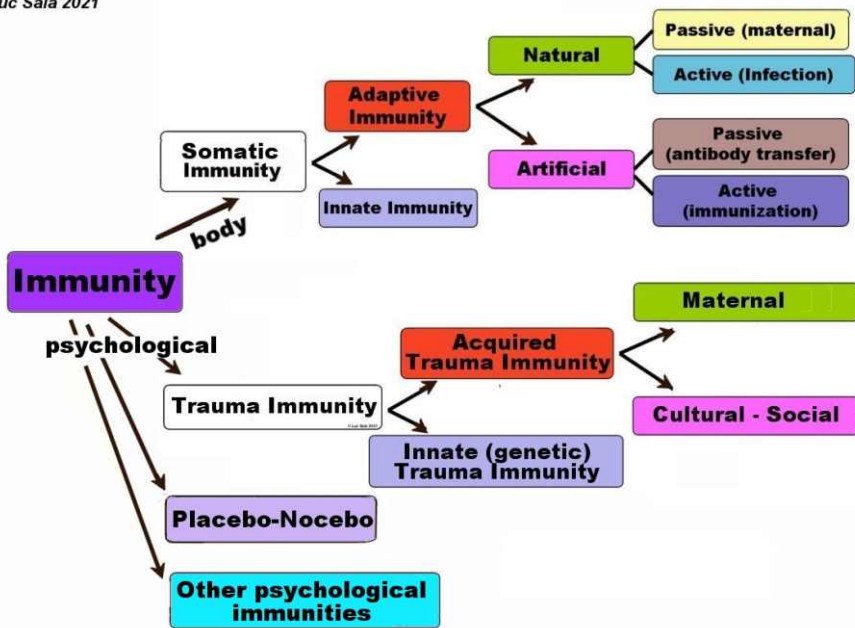 uc Sala 2021
Passive (maternal)
Natural
Active (Infection)
Adaptive
Immunity
Passive
(antibody transfer)
Somatic
Immunity
Artificial
Active
(immunization)
Innate Immunity
body
Immunity
Maternal
psychological
Acquired
Trauma Immunity
Trauma Immunity
Cultural - Social
Innate (genetic)
Trauma Immunity
Placebo-Nocebo
Other psychological
immunities